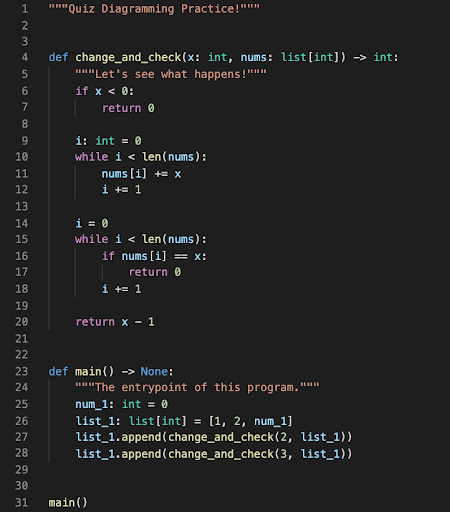 1 """Quiz Diagramming Practice!"""
2
3
4 def change_and_check(x: int, nums: list[int]) -> int:
5     """Let's see what happens!"""
6     if x < 0:
7         return 0
8
9     i: int = 0
10     while i < len(nums):
11         nums[i] += x
12         i += 1
13
14     i = 0
15     while i < len(nums):
16         if nums[i] == x:
17             return 0
18         i += 1
19
20     return x - 1
21
22
23 def main() -> None:
24     """The entrypoint of this program."""
25     num_1: int = 0
26     list_1: list[int] = [1, 2, num_1]
27     list_1.append(change_and_check(2, list_1))
28     list_1.append(change_and_check(3, list_1))
29
30
31 main()